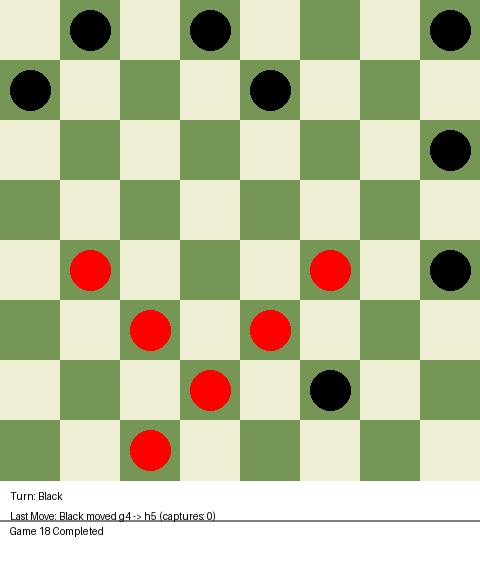 Turn: Black
Last Move: Black moved g4 -> h5 (captures: 0)
Game 18 Completed